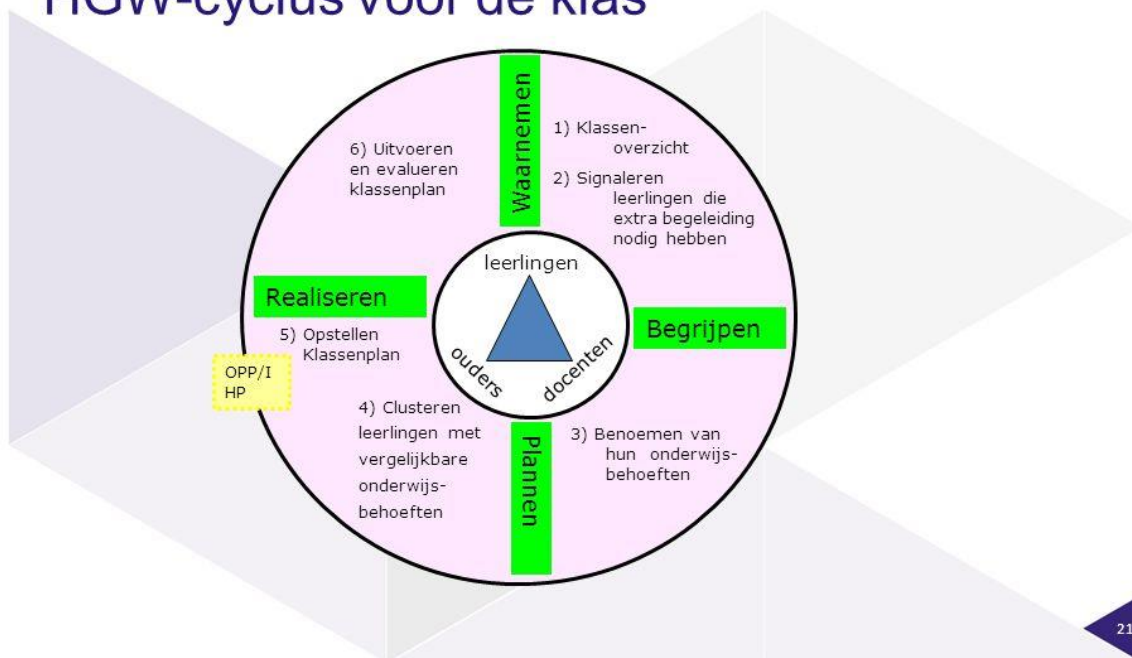 HGW-cyclus voor de klas
Waarnemen
1) Klassen-
overzicht
2) Signaleren
leerlingen die
extra begeleiding
nodig hebben
Begrijpen
3) Benoemen van
hun onderwijs-
behoeften
Plannen
4) Clusteren
leerlingen met
vergelijkbare
onderwijs-
behoeften
Realiseren
5) Opstellen
Klassenplan
OPP/I
HP
6) Uitvoeren
en evalueren
klassenplan
leerlingen
ouders
docenten
21